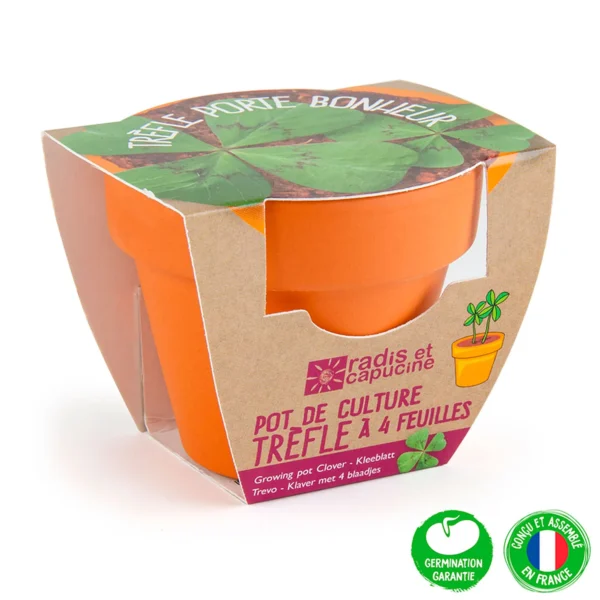 TRÈFLE PORTE BONHEUR
radis et
capucine
POT DE CULTURE
TRÈFLE À 4 FEUILLES
Growing pot Clover - Kleeblatt
Trevo - Klaver met 4 blaadjes
GERMINATION
GARANTIE
CONÇU ET ASSEMBLÉ
EN FRANCE